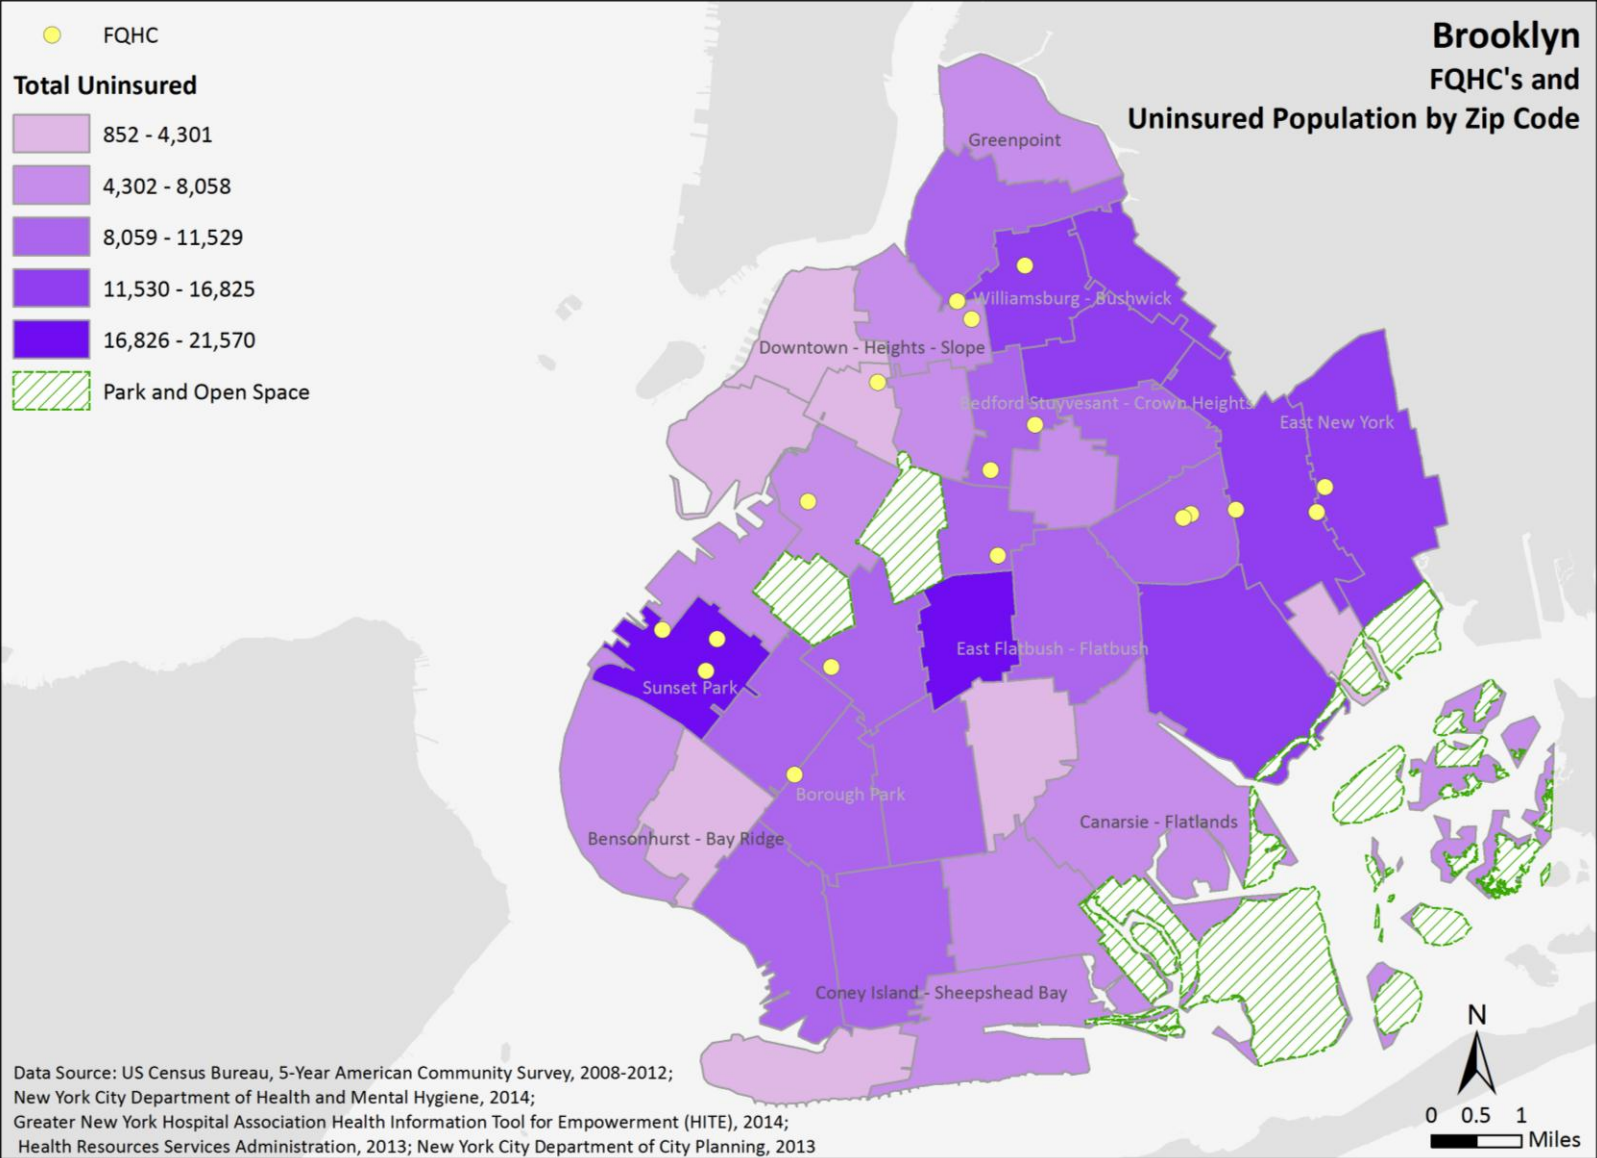 FQHC
Total Uninsured
852 - 4,301
4,302 - 8,058
8,059 - 11,529
11,530 - 16,825
16,826 - 21,570
Park and Open Space
Brooklyn
FQHC's and
Uninsured Population by Zip Code
Greenpoint
Williamsburg - Bushwick
Downtown - Heights - Slope
Bedford Stuyvesant - Crown Heights
East New York
East Flatbush - Flatbush
Sunset Park
Borough Park
Canarsie - Flatlands
Bensonhurst - Bay Ridge
Coney Island - Sheepshead Bay
Data Source: US Census Bureau, 5-Year American Community Survey, 2008-2012;
New York City Department of Health and Mental Hygiene, 2014;
Greater New York Hospital Association Health Information Tool for Empowerment (HITE), 2014;
Health Resources Services Administration, 2013; New York City Department of City Planning, 2013
N
0 0.5 1
Miles